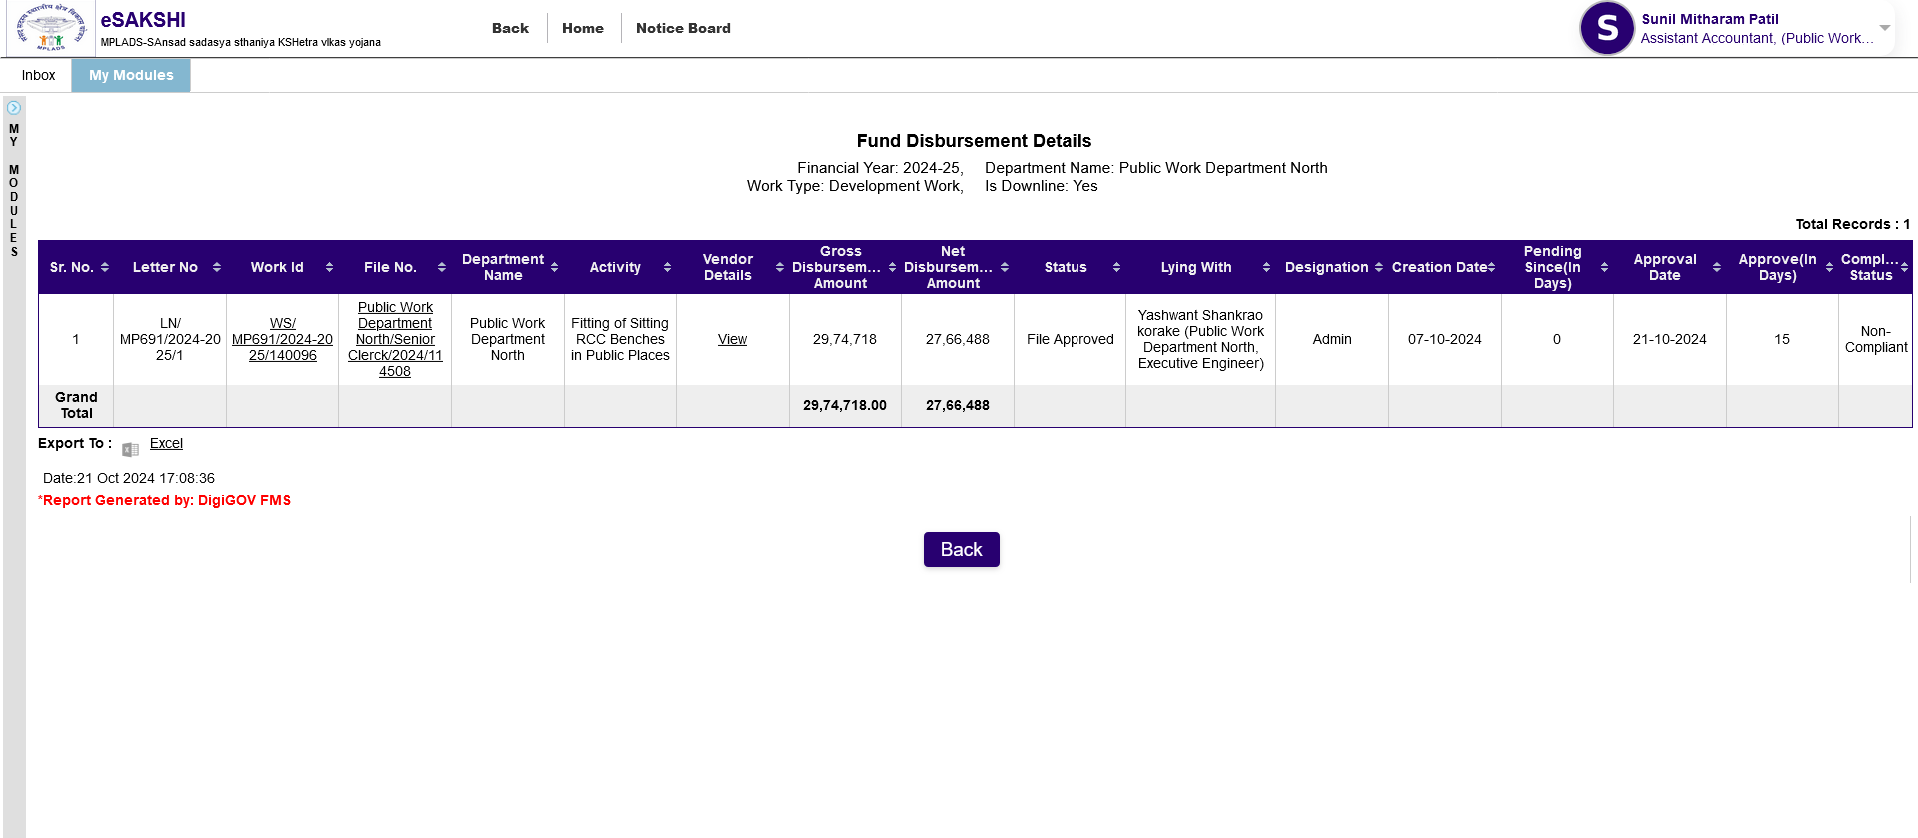 eSAKSHI
MPLADS-SAnsad sadasya sthaniya KSHetra vIkas yojana
MPLADS
Back
Home
Notice Board
S
Sunil Mitharam Patil
Assistant Accountant, (Public Work...
Inbox
My Modules
MY MODULES
Fund Disbursement Details
Financial Year: 2024-25, Department Name: Public Work Department North
Work Type: Development Work, Is Downline: Yes
Total Records : 1
Sr. No.
Letter No
Work Id
File No.
Department
Name
Activity
Vendor
Details
Gross
Disbursem...
Amount
Net
Disbursem...
Amount
Status
Lying With
Designation
Creation Date
Pending
Since(In
Days)
Approval
Date
Approve(In
Days)
Compl...
Status
1
LN/
MP691/2024-20
25/1
WS/
MP691/2024-20
25/140096
Public Work
Department
North/Senior
Clerck/2024/11
4508
Public Work
Department
North
Fitting of Sitting
RCC Benches
in Public Places
View
29,74,718
27,66,488
File Approved
Yashwant Shankrao
korake (Public Work
Department North,
Executive Engineer)
Admin
07-10-2024
0
21-10-2024
15
Non-
Compliant
Grand
Total
29,74,718.00
27,66,488
Export To :
Excel
Date:21 Oct 2024 17:08:36
*Report Generated by: DigiGOV FMS
Back